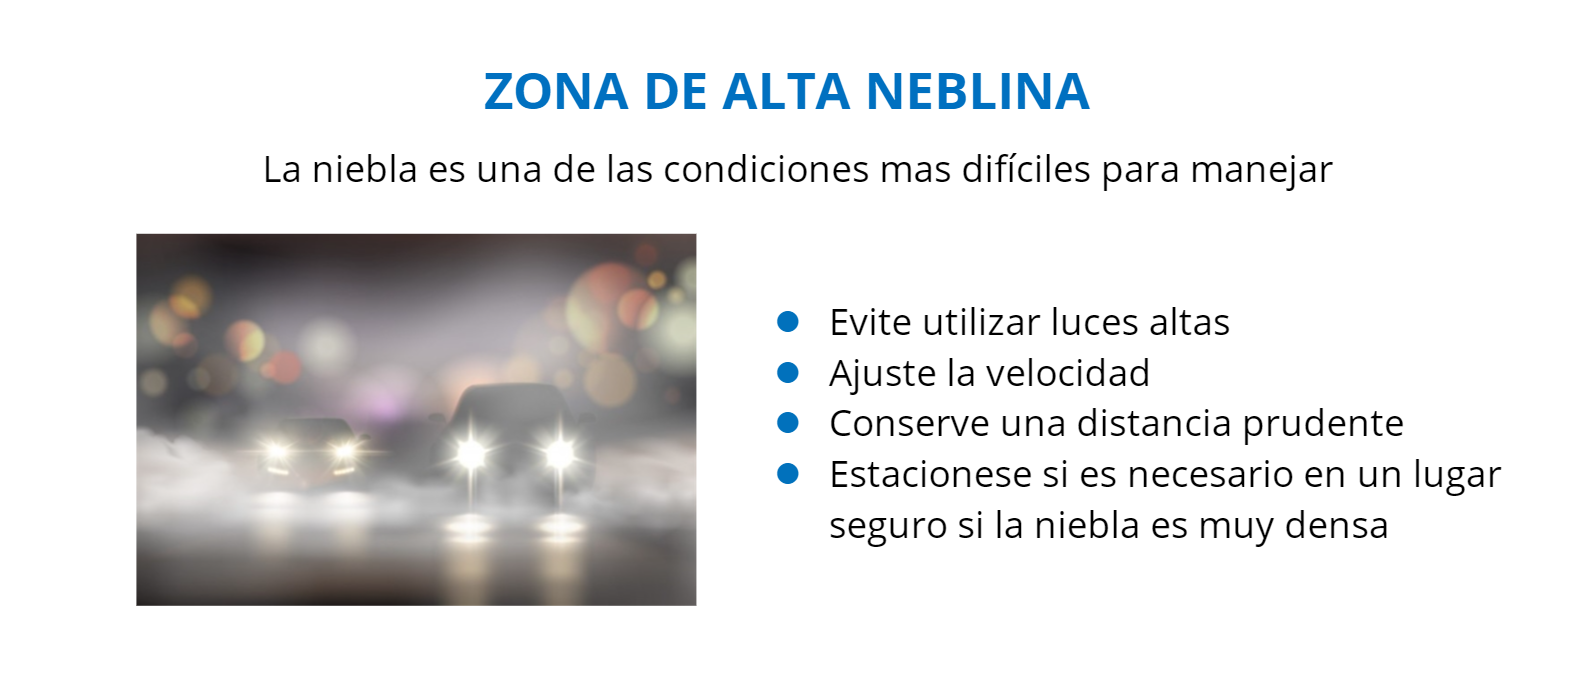 ZONA DE ALTA NEBLINA
La niebla es una de las condiciones mas difíciles para manejar
Evite utilizar luces altas
Ajuste la velocidad
Conserve una distancia prudente
Estacionese si es necesario en un lugar
seguro si la niebla es muy densa